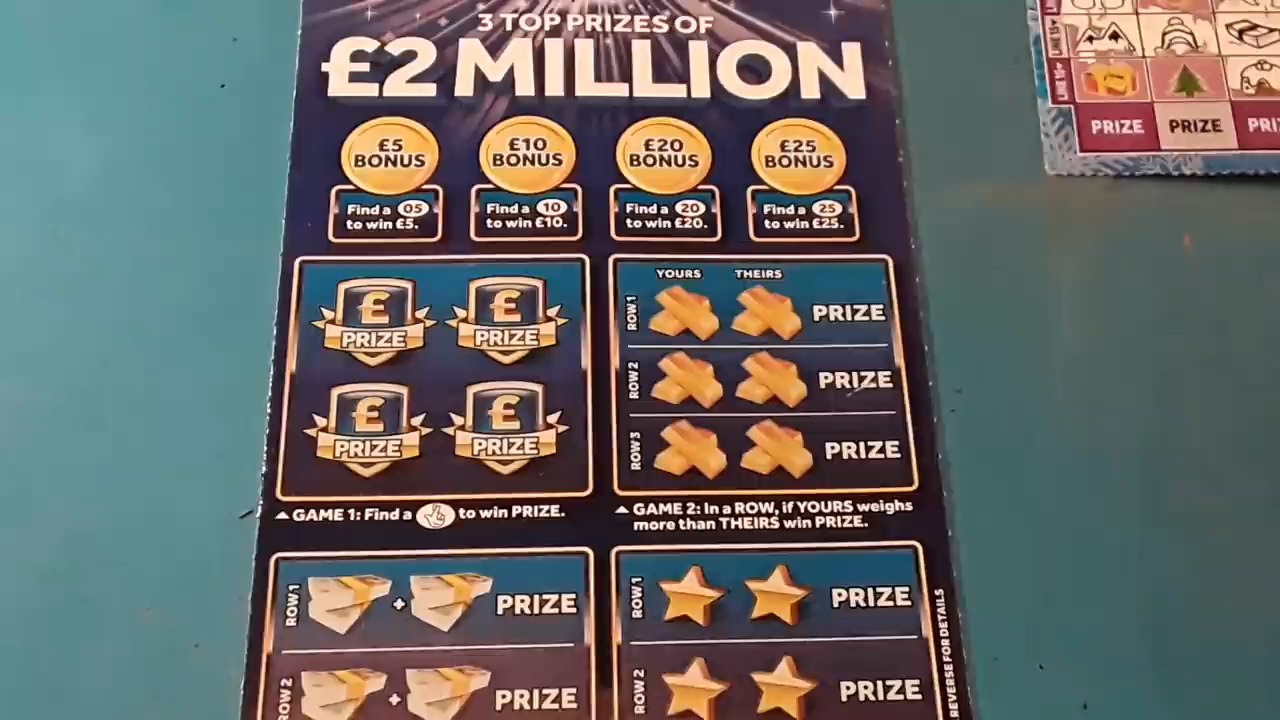 3 TOP PRIZES OF
£2 MILLION
£5 BONUS
£10 BONUS
£20 BONUS
£25 BONUS
Find a 05 to win £5.
Find a 10 to win £10.
Find a 20 to win £20.
Find a 25 to win £25.
£ PRIZE
£ PRIZE
£ PRIZE
£ PRIZE
GAME 1: Find a to win PRIZE.
YOURS THEIRS
ROW 1 PRIZE
ROW 2 PRIZE
ROW 3 PRIZE
GAME 2: In a ROW, if YOURS weighs
more than THEIRS win PRIZE.
ROW 1 + PRIZE
ROW 2 + PRIZE
ROW 1 PRIZE
ROW 2 PRIZE
REVERSE FOR DETAILS
LINE 15
LINE 16
PRIZE PRIZE